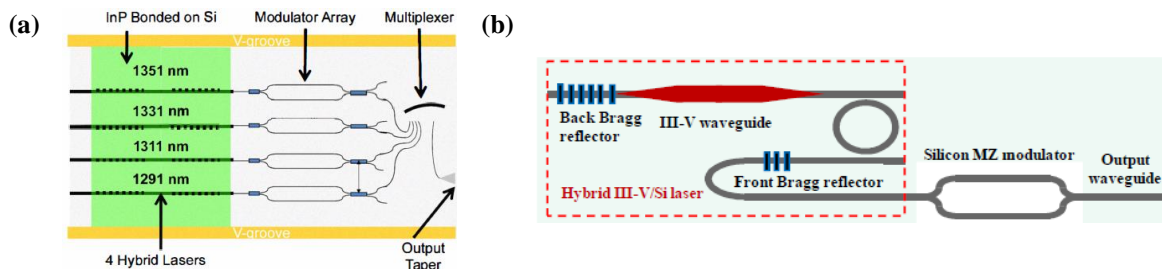 (a)
InP Bonded on Si
Modulator Array
Multiplexer
V-groove
1351 nm
1331 nm
1311 nm
1291 nm
V-groove
4 Hybrid Lasers
Output
Taper
(b)
Back Bragg
reflector
III-V waveguide
Silicon MZ modulator
Output
waveguide
Front Bragg reflector
Hybrid III-V/Si laser